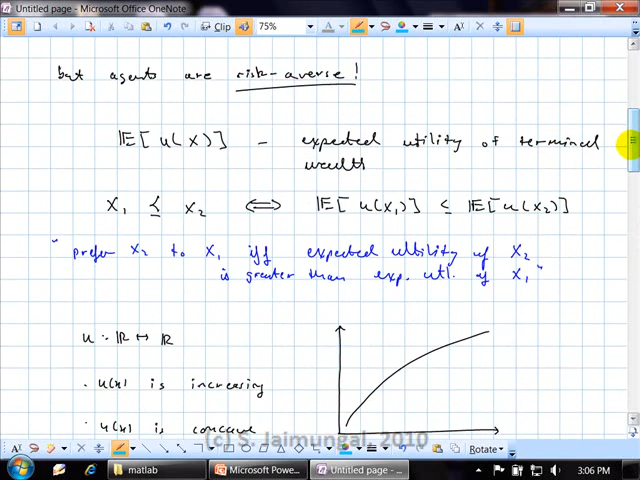 Untitled page - Microsoft Office OneNote
Clip 75%
but agents are risk-averse!
𝔼[u(X)] - expected utility of terminal
wealth
X₁ ≼ X₂ ⟺ 𝔼[u(X₁)] ≤ 𝔼[u(X₂)]
"prefer X₂ to X₁ iff expected ultility of X₂
is greater than exp. utl. of X₁"
u : ℝ ↦ ℝ
· u(x) is increasing
· u(x) is concave
(c) S. Jaimungal, 2010
Rotate
matlab Microsoft Powe... Untitled page - ... 3:06 PM